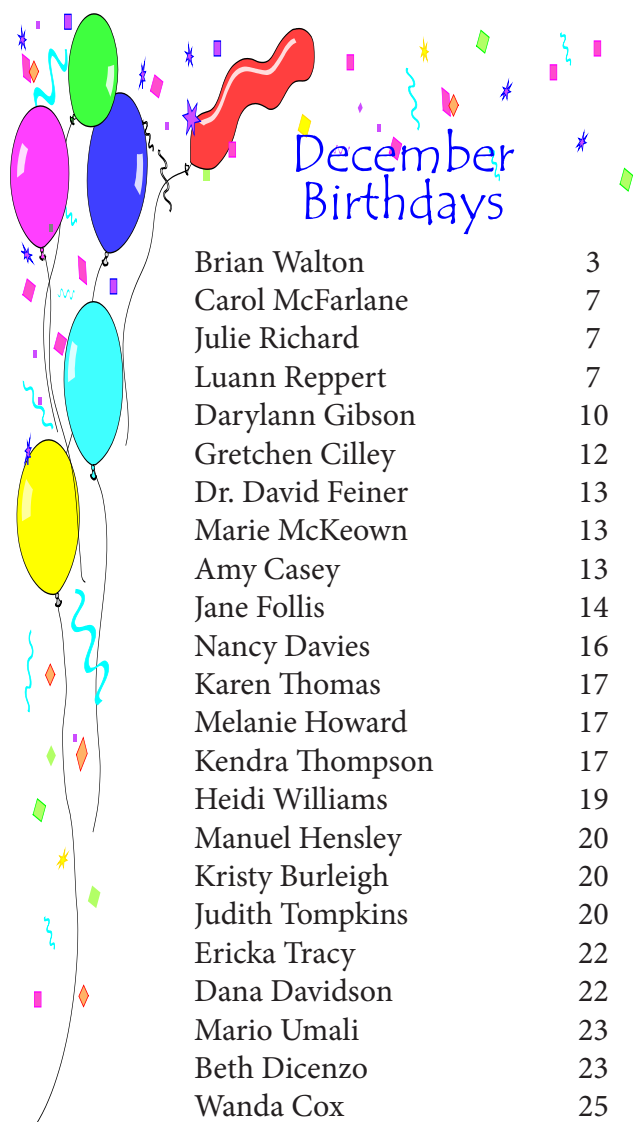 December
Birthdays
Brian Walton 3
Carol McFarlane 7
Julie Richard 7
Luann Reppert 7
Darylann Gibson 10
Gretchen Cilley 12
Dr. David Feiner 13
Marie McKeown 13
Amy Casey 13
Jane Follis 14
Nancy Davies 16
Karen Thomas 17
Melanie Howard 17
Kendra Thompson 17
Heidi Williams 19
Manuel Hensley 20
Kristy Burleigh 20
Judith Tompkins 20
Ericka Tracy 22
Dana Davidson 22
Mario Umali 23
Beth Dicenzo 23
Wanda Cox 25